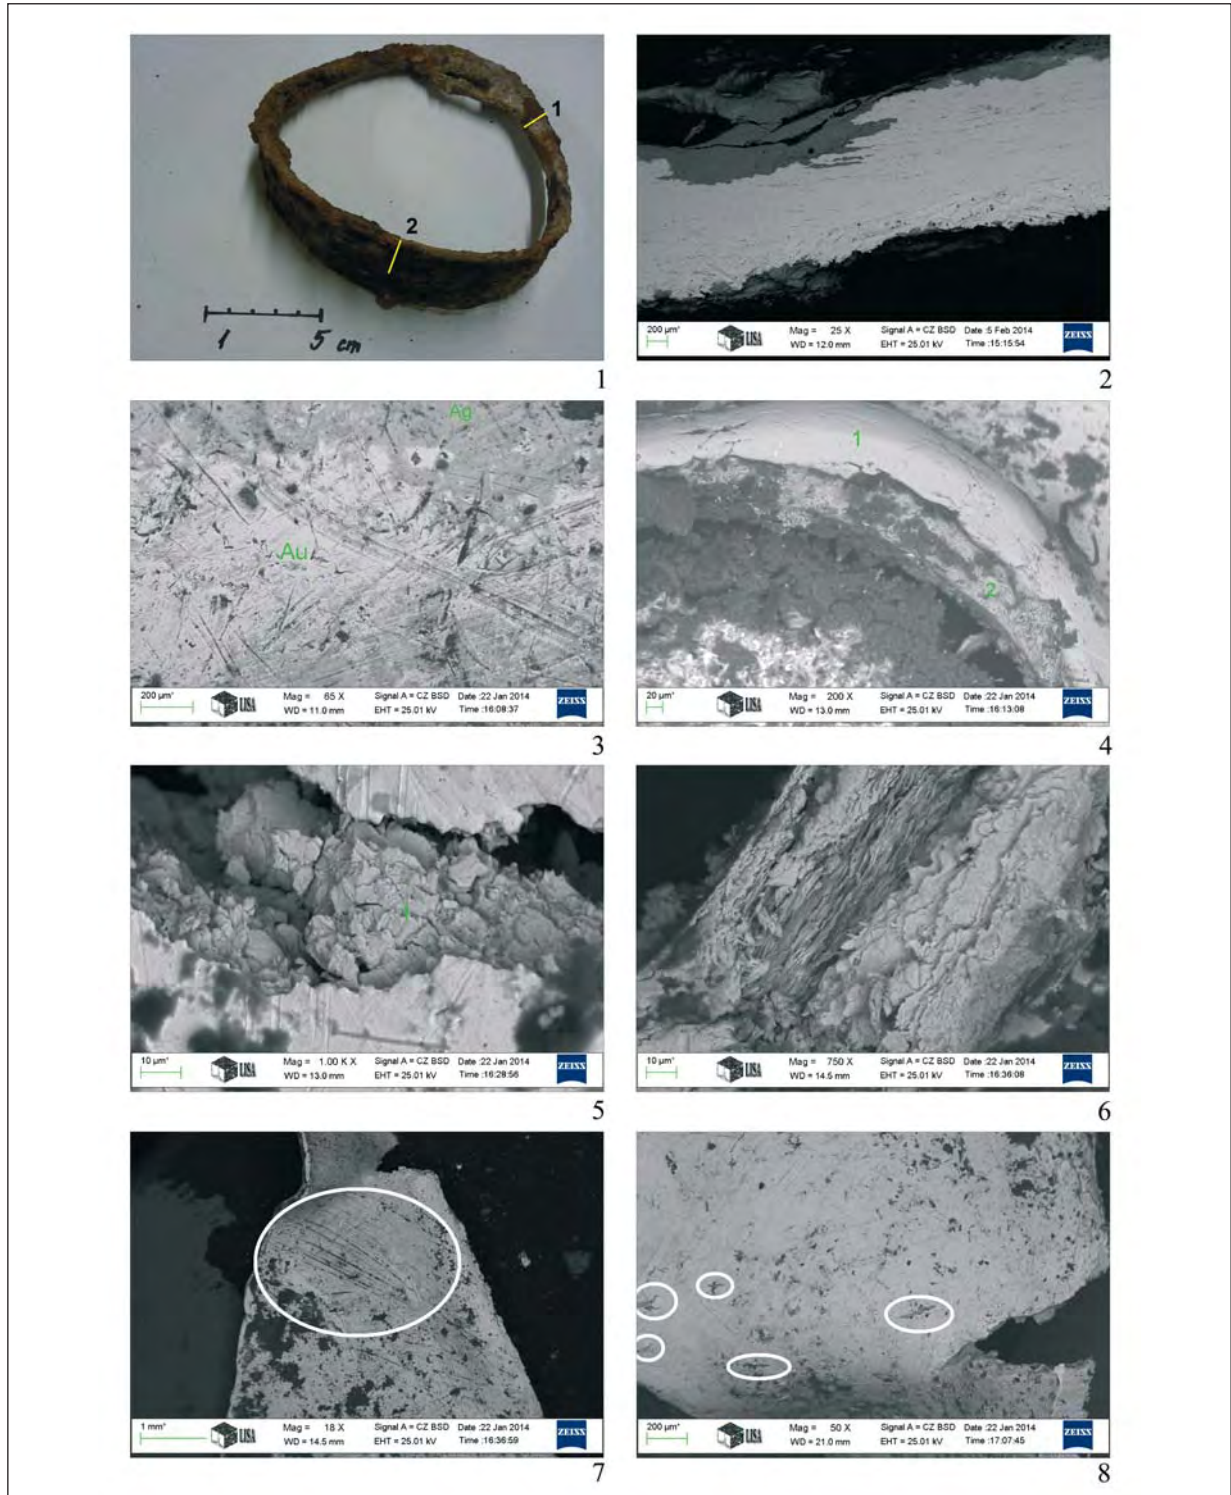 1
2
1 5 cm
1
200 µm*
LISA
Mag = 25 X
Signal A = CZ BSD
Date :5 Feb 2014
WD = 12.0 mm
EHT = 25.01 kV
Time :15:15:54
ZEISS
2
Ag
Au
200 µm*
LISA
Mag = 65 X
Signal A = CZ BSD
Date :22 Jan 2014
WD = 11.0 mm
EHT = 25.01 kV
Time :16:08:37
ZEISS
3
1
2
20 µm*
LISA
Mag = 200 X
Signal A = CZ BSD
Date :22 Jan 2014
WD = 13.0 mm
EHT = 25.01 kV
Time :16:13:08
ZEISS
4
10 µm*
LISA
Mag = 1.00 K X
Signal A = CZ BSD
Date :22 Jan 2014
WD = 13.0 mm
EHT = 25.01 kV
Time :16:28:56
ZEISS
5
10 µm*
LISA
Mag = 750 X
Signal A = CZ BSD
Date :22 Jan 2014
WD = 14.5 mm
EHT = 25.01 kV
Time :16:36:08
ZEISS
6
1 mm*
LISA
Mag = 18 X
Signal A = CZ BSD
Date :22 Jan 2014
WD = 14.5 mm
EHT = 25.01 kV
Time :16:36:59
ZEISS
7
200 µm*
LISA
Mag = 50 X
Signal A = CZ BSD
Date :22 Jan 2014
WD = 21.0 mm
EHT = 25.01 kV
Time :17:07:45
ZEISS
8